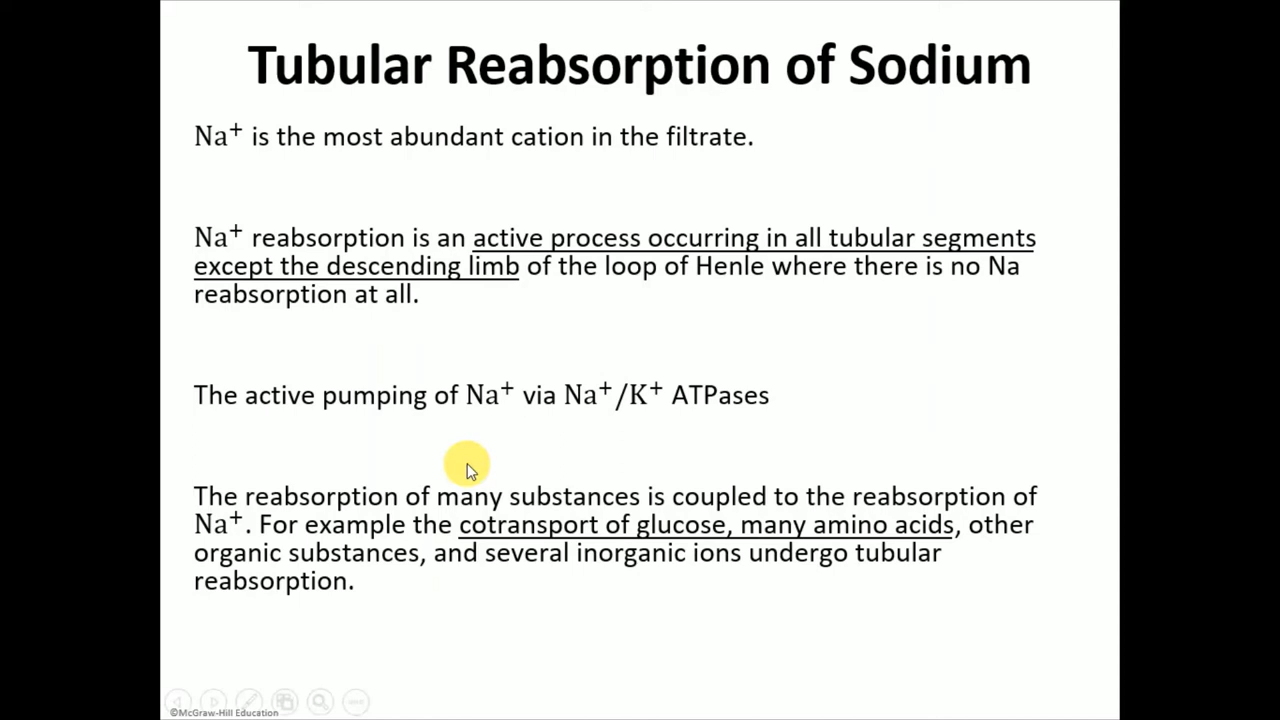 Tubular Reabsorption of Sodium
Na⁺ is the most abundant cation in the filtrate.
Na⁺ reabsorption is an active process occurring in all tubular segments
except the descending limb of the loop of Henle where there is no Na
reabsorption at all.
The active pumping of Na⁺ via Na⁺/K⁺ ATPases
The reabsorption of many substances is coupled to the reabsorption of
Na⁺. For example the cotransport of glucose, many amino acids, other
organic substances, and several inorganic ions undergo tubular
reabsorption.
©McGraw-Hill Education